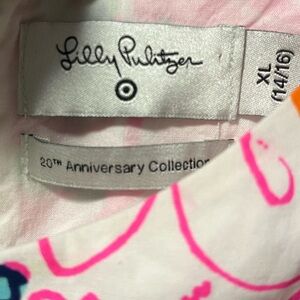 Lilly Pulitzer
XL
(14/16)
20TH Anniversary Collection